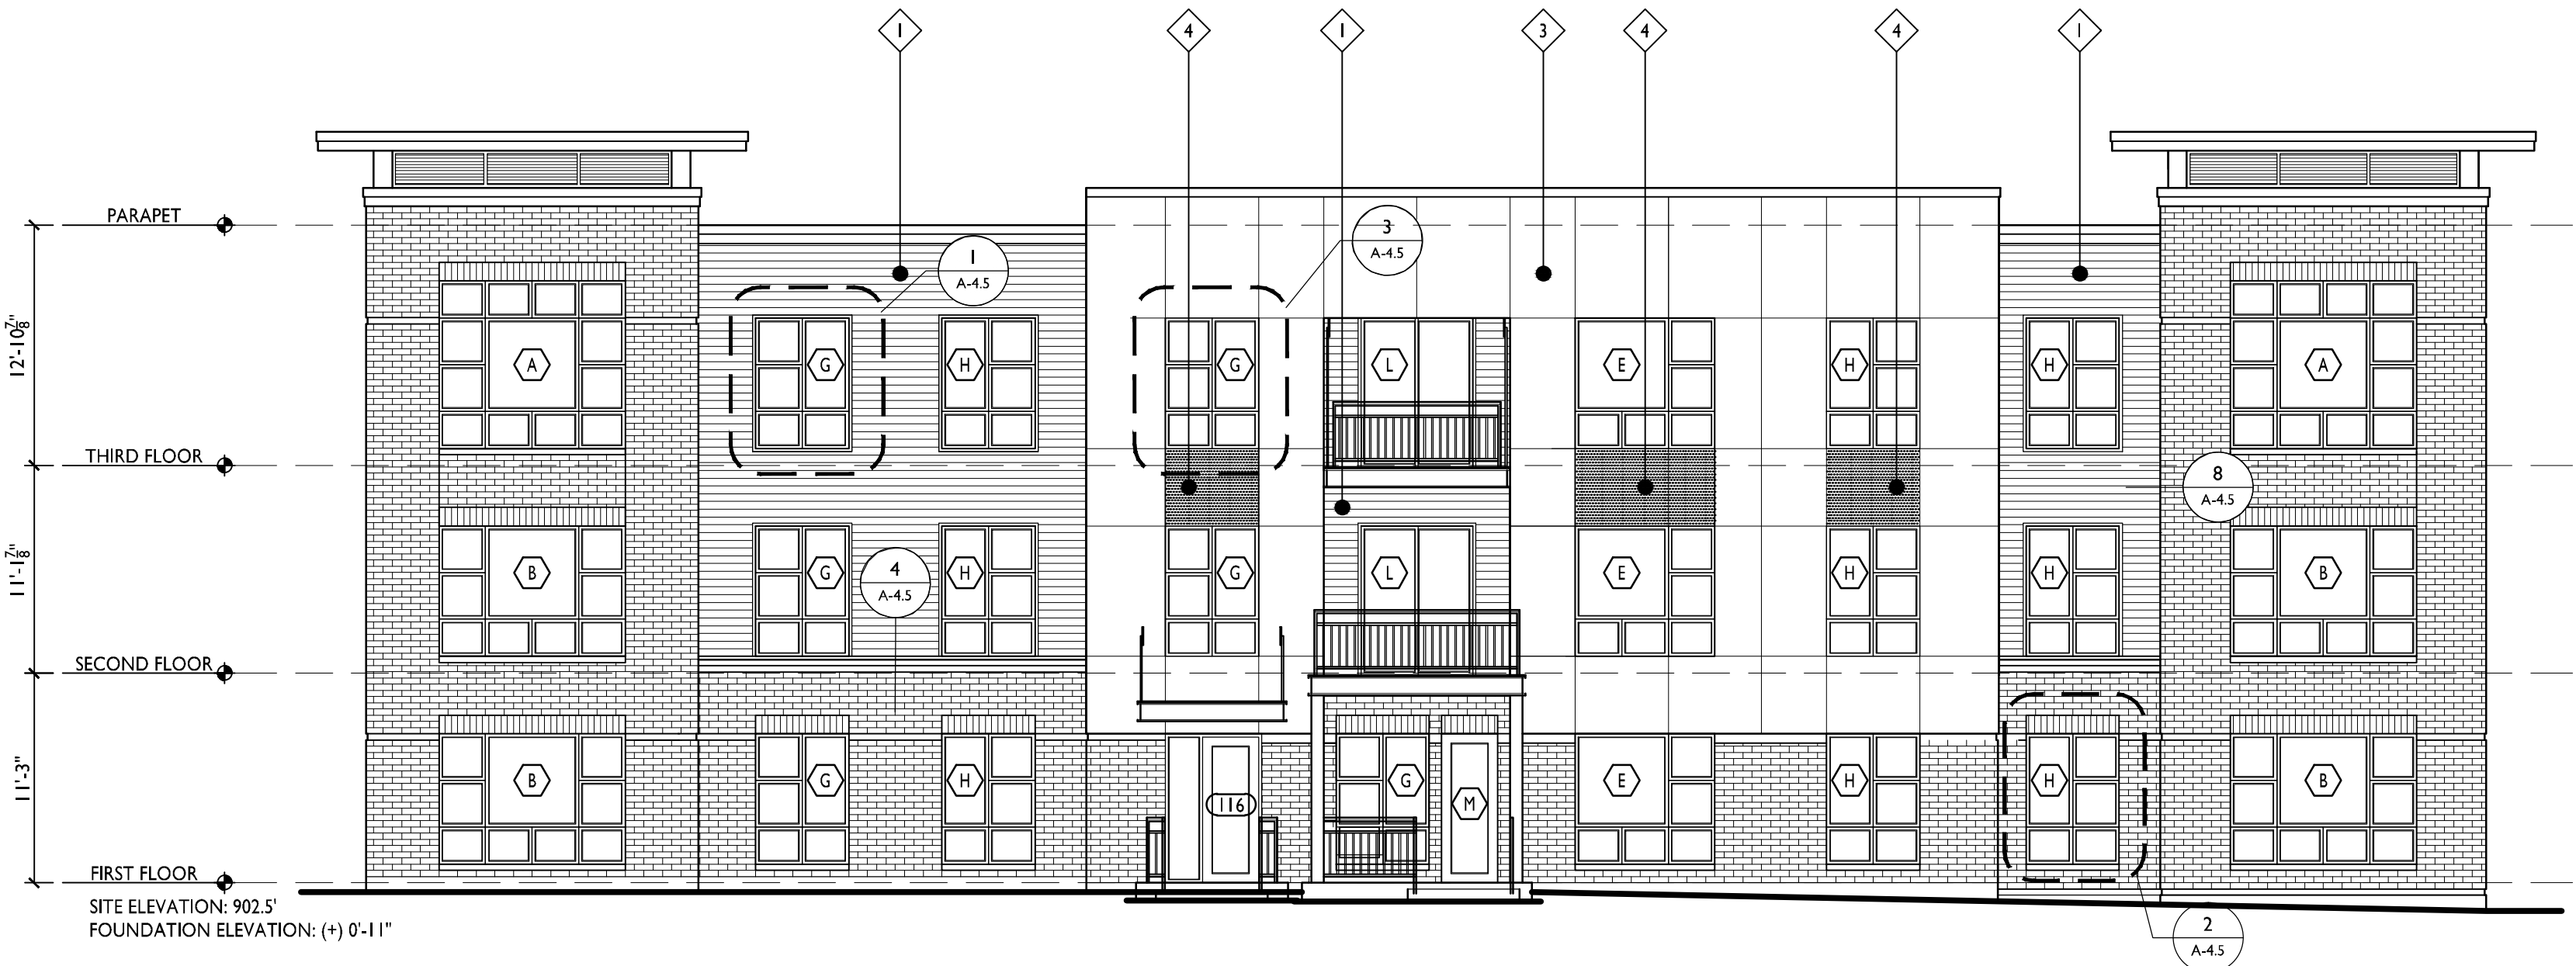 1 4 1 3 4 4 1
PARAPET
3
A-4.5
1
A-4.5
12'-10 7/8"
A G H G L E H H A
THIRD FLOOR
8
A-4.5
11'-1 7/8"
B G H G L E H H B
4
A-4.5
SECOND FLOOR
11'-3"
B G H 116 G M E H H B
FIRST FLOOR
SITE ELEVATION: 902.5'
FOUNDATION ELEVATION: (+) 0'-11"
2
A-4.5